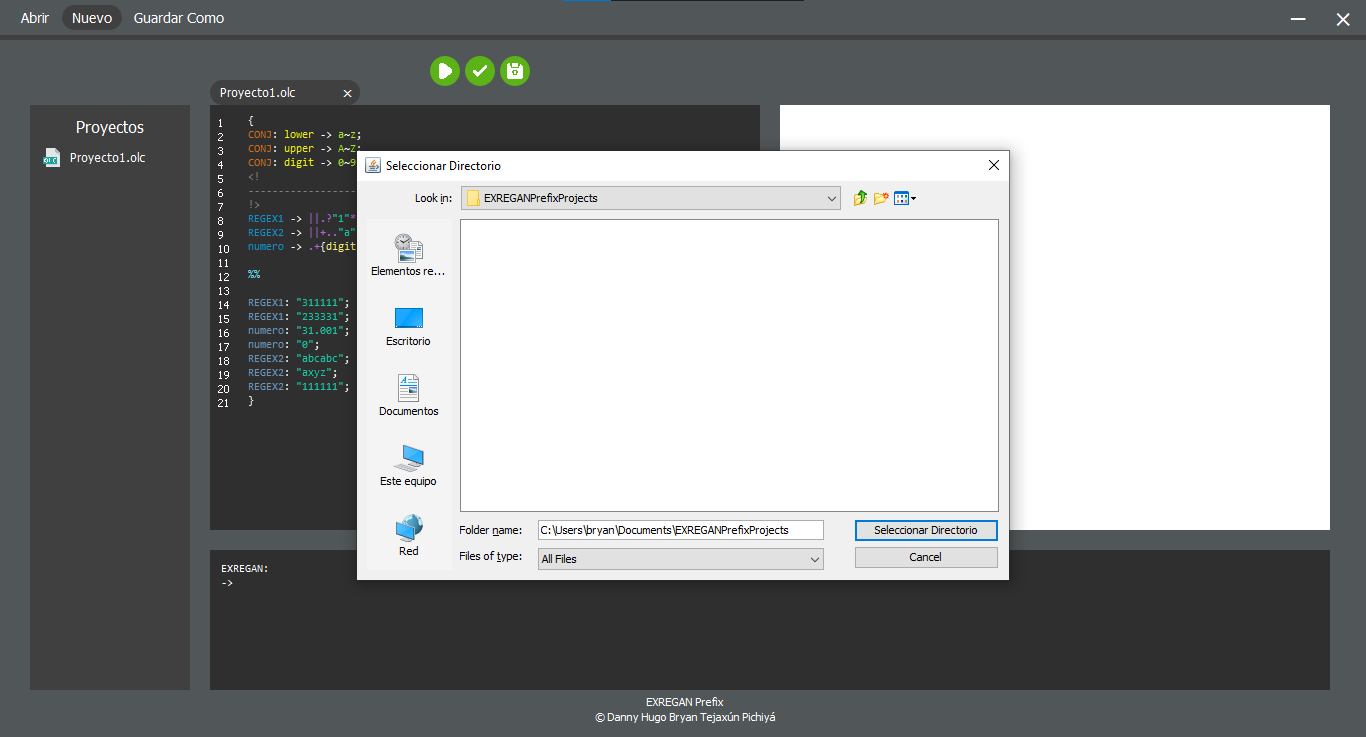 Abrir Nuevo Guardar Como
Proyecto1.olc
Proyectos
Proyecto1.olc
1 {
2 CONJ: lower -> a~z;
3 CONJ: upper -> A~Z;
4 CONJ: digit -> 0~9
5 <!
6 ------------------
7 !>
8 REGEX1 -> ||.?"1"*
9 REGEX2 -> ||+.."a"
10 numero -> .+{digit
11
12 %%
13
14 REGEX1: "311111";
15 REGEX1: "233331";
16 numero: "31.001";
17 numero: "0";
18 REGEX2: "abcabc";
19 REGEX2: "axyz";
20 REGEX2: "111111";
21 }
Seleccionar Directorio
Look in: EXREGANPrefixProjects
Elementos re...
Escritorio
Documentos
Este equipo
Red
Folder name: C:\Users\bryan\Documents\EXREGANPrefixProjects
Seleccionar Directorio
Files of type: All Files
Cancel
EXREGAN:
->
EXREGAN Prefix
© Danny Hugo Bryan Tejaxún Pichiyá